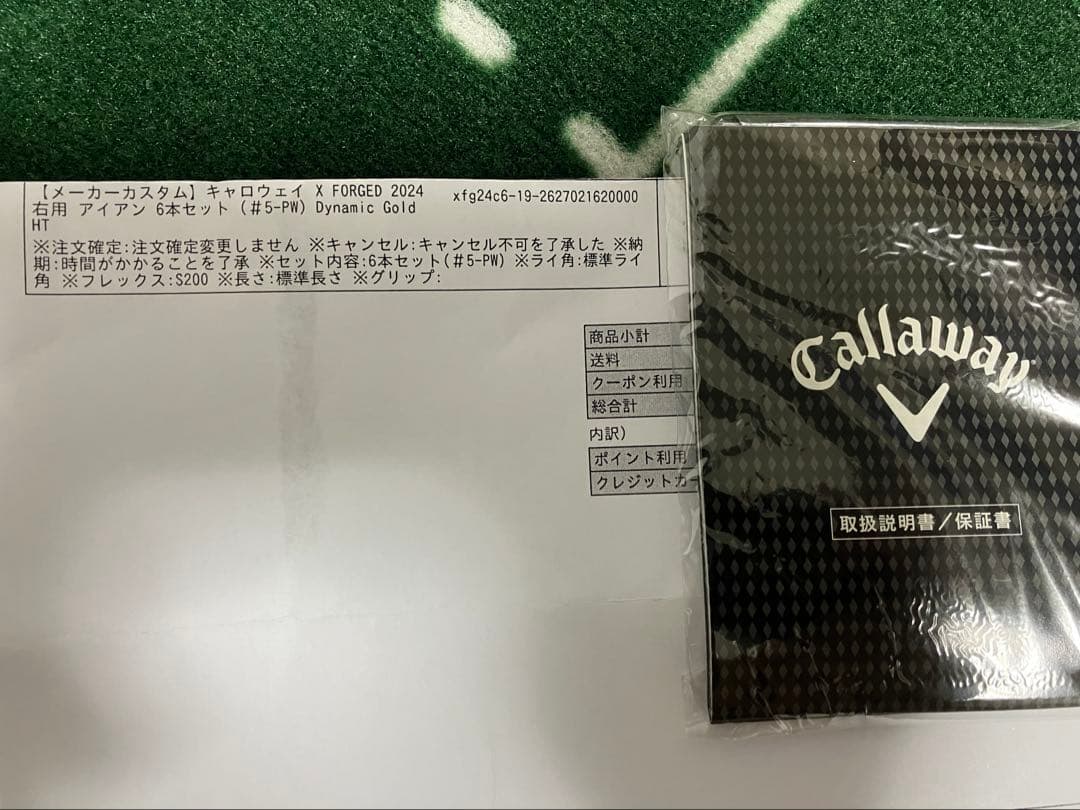 【メーカーカスタム】キャロウェイ X FORGED 2024
右用 アイアン 6本セット (＃5-PW) Dynamic Gold
HT
xfg24c6-19-2627021620000
※注文確定:注文確定変更しません ※キャンセル:キャンセル不可を了承した ※納
期:時間がかかることを了承 ※セット内容:6本セット(＃5-PW) ※ライ角:標準ライ
角 ※フレックス:S200 ※長さ:標準長さ ※グリップ:
商品小計
送料
クーポン利用
総合計
内訳)
ポイント利用
クレジットカ
Callaway
取扱説明書/保証書